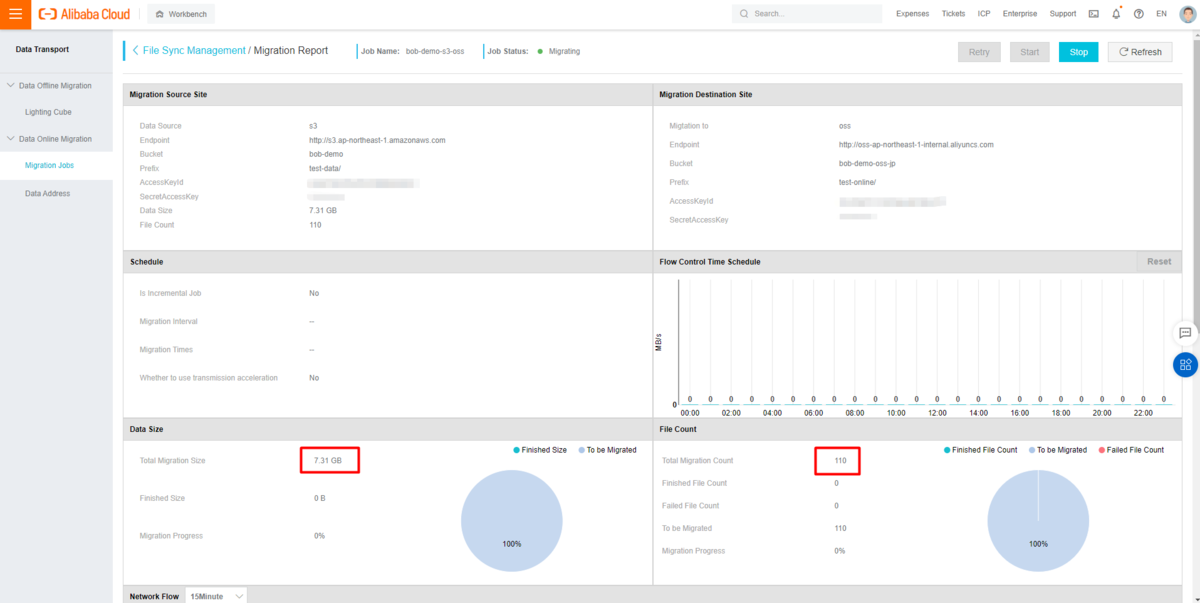 Alibaba Cloud
Workbench
Search...
Expenses Tickets ICP Enterprise Support EN
Data Transport
Data Offline Migration
Lighting Cube
Data Online Migration
Migration Jobs
Data Address
File Sync Management / Migration Report
Job Name: bob-demo-s3-oss
Job Status: Migrating
Retry Start Stop Refresh
Migration Source Site
Data Source s3
Endpoint http://s3.ap-northeast-1.amazonaws.com
Bucket bob-demo
Prefix test-data/
AccessKeyId
SecretAccessKey
Data Size 7.31 GB
File Count 110
Migration Destination Site
Migtation to oss
Endpoint http://oss-ap-northeast-1-internal.aliyuncs.com
Bucket bob-demo-oss-jp
Prefix test-online/
AccessKeyId
SecretAccessKey
Schedule
Is Incremental Job No
Migration Interval --
Migration Times --
Whether to use transmission acceleration No
Flow Control Time Schedule Reset
MB/s
0 0 0 0 0 0 0 0 0 0 0 0 0 0 0 0 0 0 0 0 0 0 0 0
0
00:00 02:00 04:00 06:00 08:00 10:00 12:00 14:00 16:00 18:00 20:00 22:00
Data Size
Total Migration Size 7.31 GB
Finished Size 0 B
Migration Progress 0%
Finished Size To be Migrated
100%
File Count
Total Migration Count 110
Finished File Count 0
Failed File Count 0
To be Migrated 110
Migration Progress 0%
Finished File Count To be Migrated Failed File Count
100%
Network Flow 15Minute